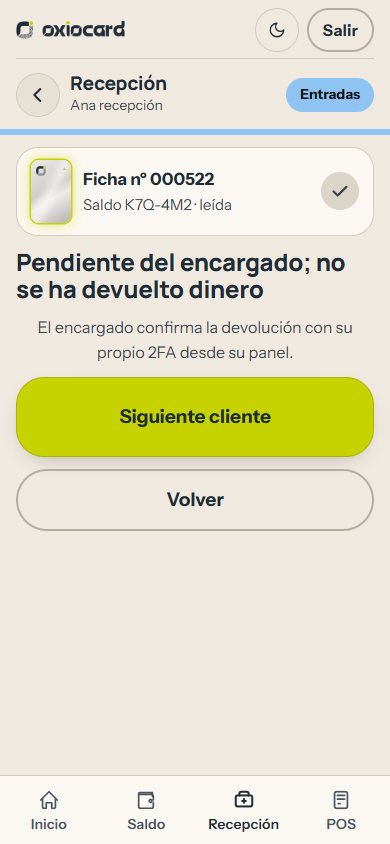 oxiocard
Salir
Recepción
Ana recepción
Entradas
Ficha nº 000522
Saldo K7Q-4M2 · leída
Pendiente del encargado; no
se ha devuelto dinero
El encargado confirma la devolución con su
propio 2FA desde su panel.
Siguiente cliente
Volver
Inicio
Saldo
Recepción
POS